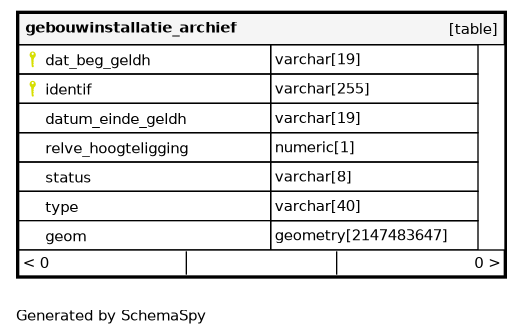 gebouwinstallatie_archief [table]
dat_beg_geldh varchar[19]
identif varchar[255]
datum_einde_geldh varchar[19]
relve_hoogteligging numeric[1]
status varchar[8]
type varchar[40]
geom geometry[2147483647]
< 0 0 >
Generated by SchemaSpy